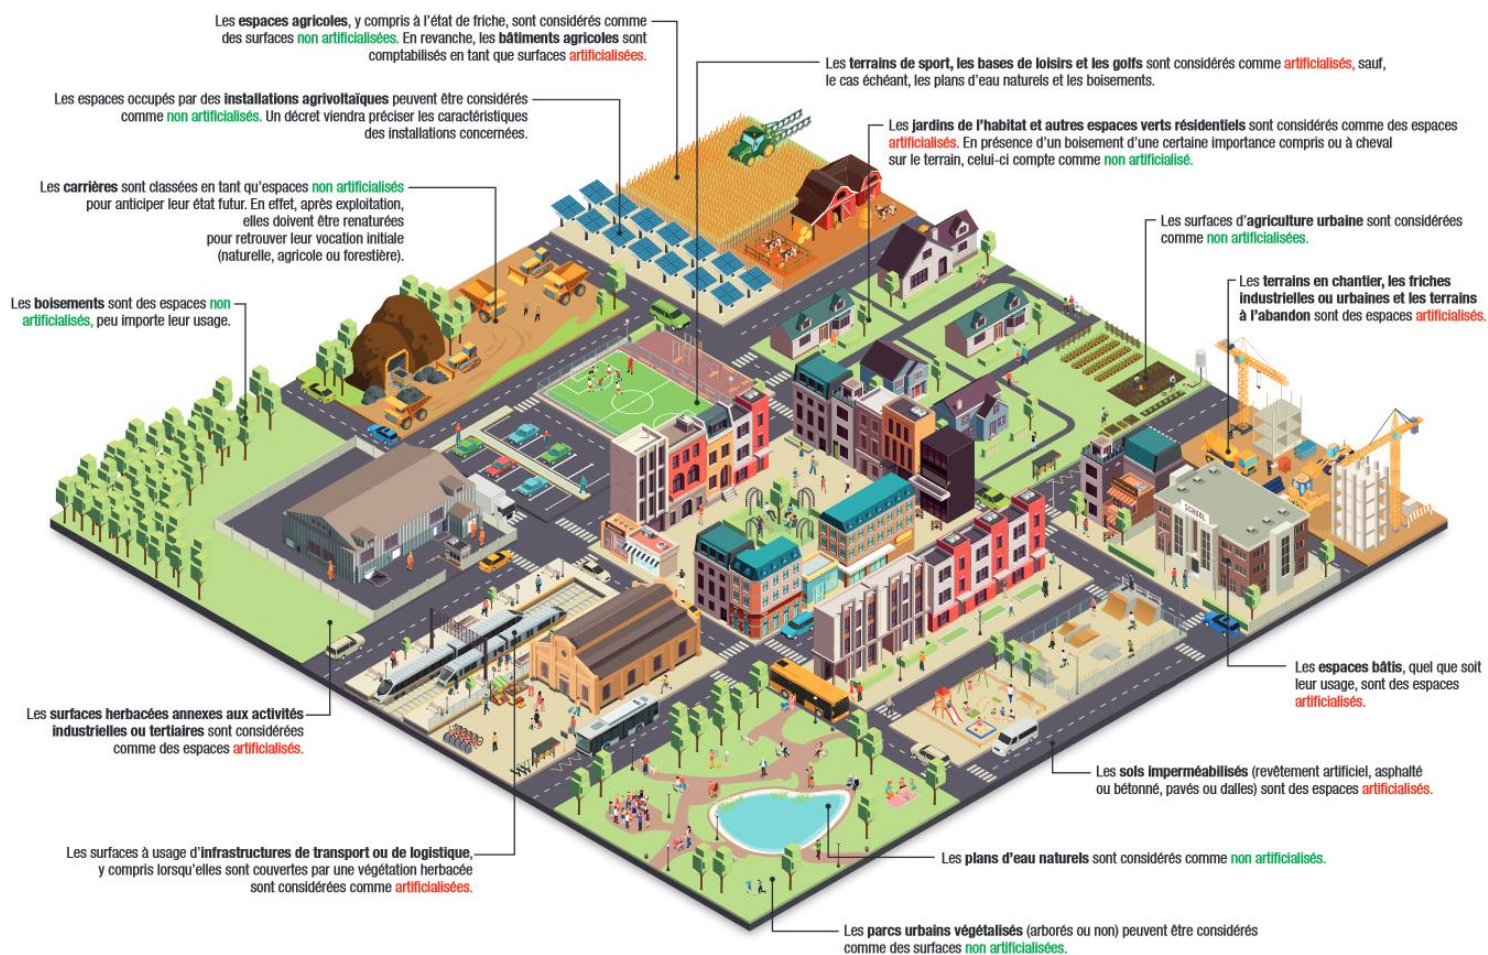 Les espaces agricoles, y compris à l'état de friche, sont considérés comme
des surfaces non artificialisées. En revanche, les bâtiments agricoles sont
comptabilisés en tant que surfaces artificialisées.
Les terrains de sport, les bases de loisirs et les golfs sont considérés comme artificialisés, sauf,
le cas échéant, les plans d'eau naturels et les boisements.
Les espaces occupés par des installations agrivoltaïques peuvent être considérés
comme non artificialisés. Un décret viendra préciser les caractéristiques
des installations concernées.
Les jardins de l'habitat et autres espaces verts résidentiels sont considérés comme des espaces
artificialisés. En présence d'un boisement d'une certaine importance compris ou à cheval
sur le terrain, celui-ci compte comme non artificialisé.
Les carrières sont classées en tant qu'espaces non artificialisés
pour anticiper leur état futur. En effet, après exploitation,
elles doivent être renaturées
pour retrouver leur vocation initiale
(naturelle, agricole ou forestière).
Les surfaces d'agriculture urbaine sont considérées
comme non artificialisées.
Les terrains en chantier, les friches
industrielles ou urbaines et les terrains
à l'abandon sont des espaces artificialisés.
Les boisements sont des espaces non
artificialisés, peu importe leur usage.
SCHOOL
Les espaces bâtis, quel que soit
leur usage, sont des espaces
artificialisés.
Les surfaces herbacées annexes aux activités
industrielles ou tertiaires sont considérées
comme des espaces artificialisés.
Les sols imperméabilisés (revêtement artificiel, asphalté
ou bétonné, pavés ou dalles) sont des espaces artificialisés.
Les surfaces à usage d'infrastructures de transport ou de logistique,
y compris lorsqu'elles sont couvertes par une végétation herbacée
sont considérées comme artificialisées.
Les plans d'eau naturels sont considérés comme non artificialisés.
Les parcs urbains végétalisés (arborés ou non) peuvent être considérés
comme des surfaces non artificialisées.